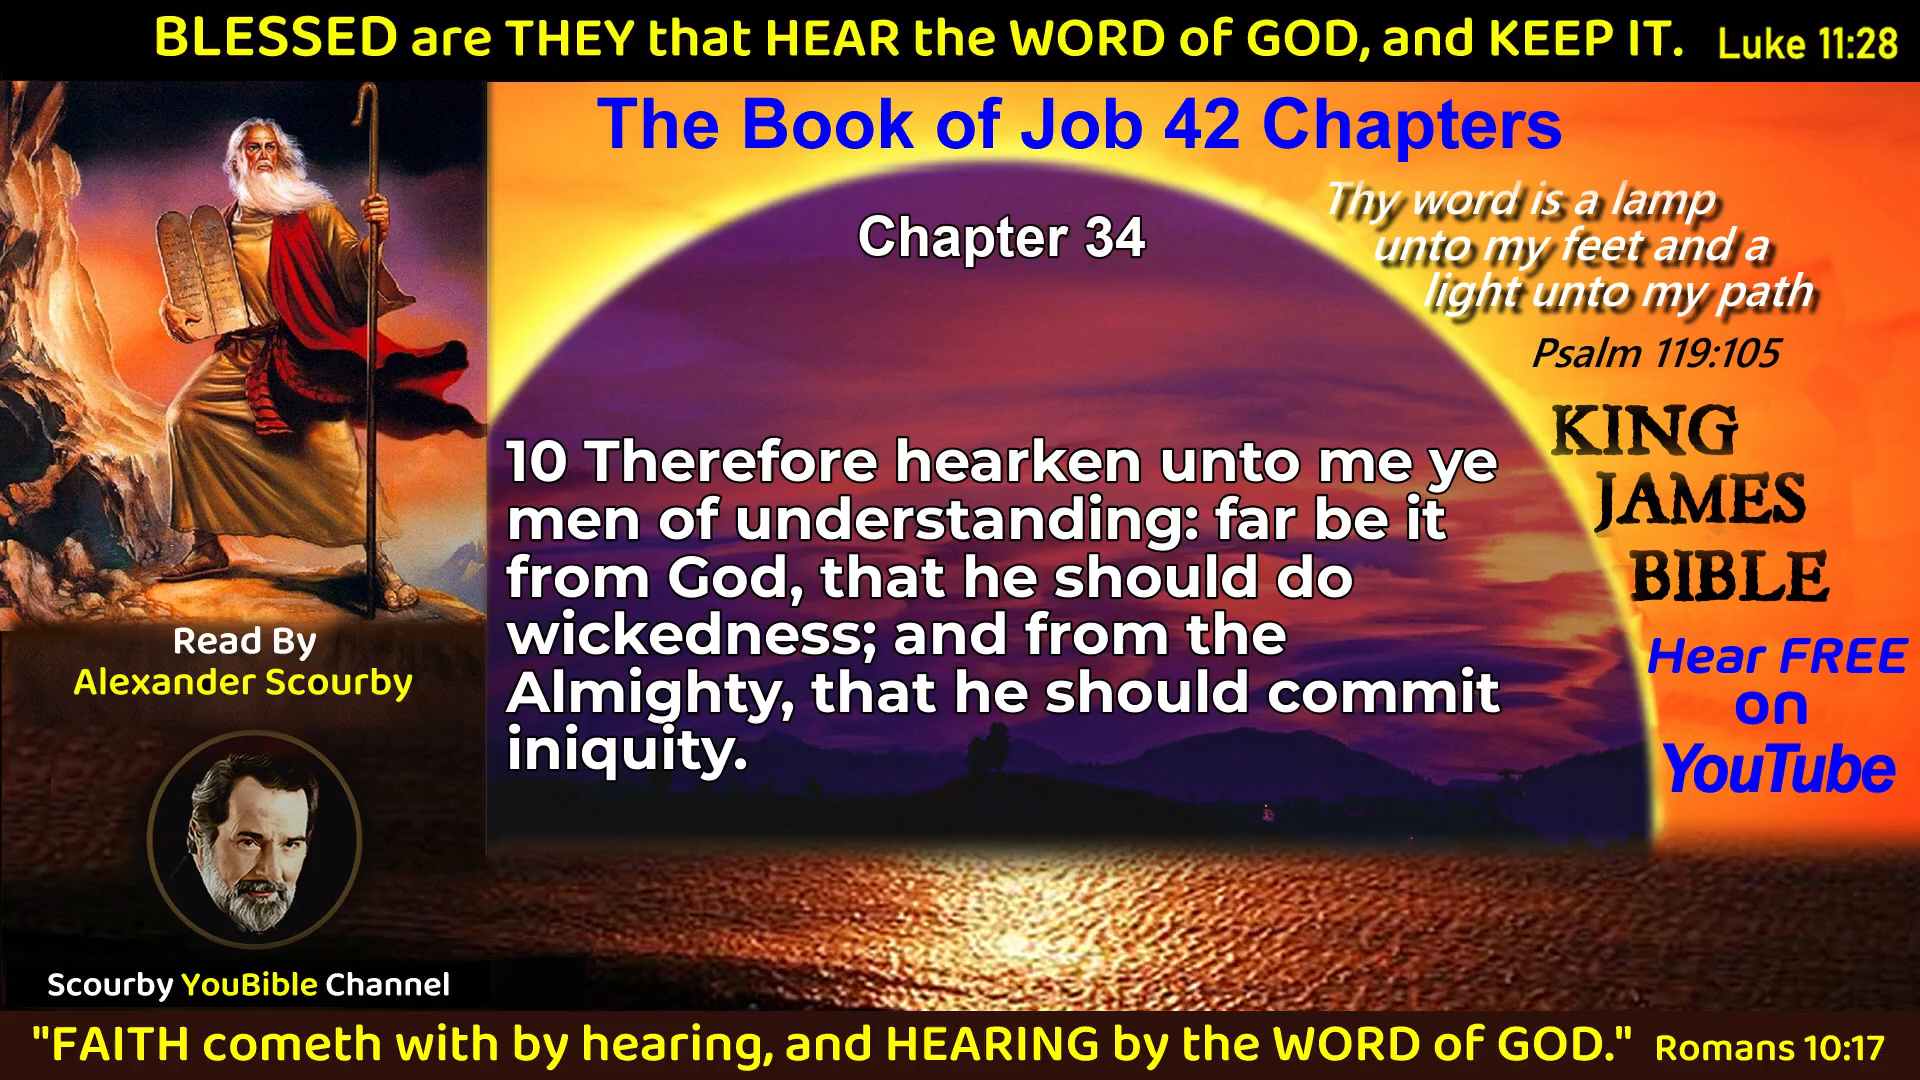 BLESSED are THEY that HEAR the WORD of GOD, and KEEP IT. Luke 11:28
The Book of Job 42 Chapters
Chapter 34
Thy word is a lamp
unto my feet and a
light unto my path
Psalm 119:105
KING
JAMES
BIBLE
10 Therefore hearken unto me ye
men of understanding: far be it
from God, that he should do
wickedness; and from the
Almighty, that he should commit
iniquity.
Hear FREE
on
YouTube
Read By
Alexander Scourby
Scourby YouBible Channel
"FAITH cometh with by hearing, and HEARING by the WORD of GOD." Romans 10:17